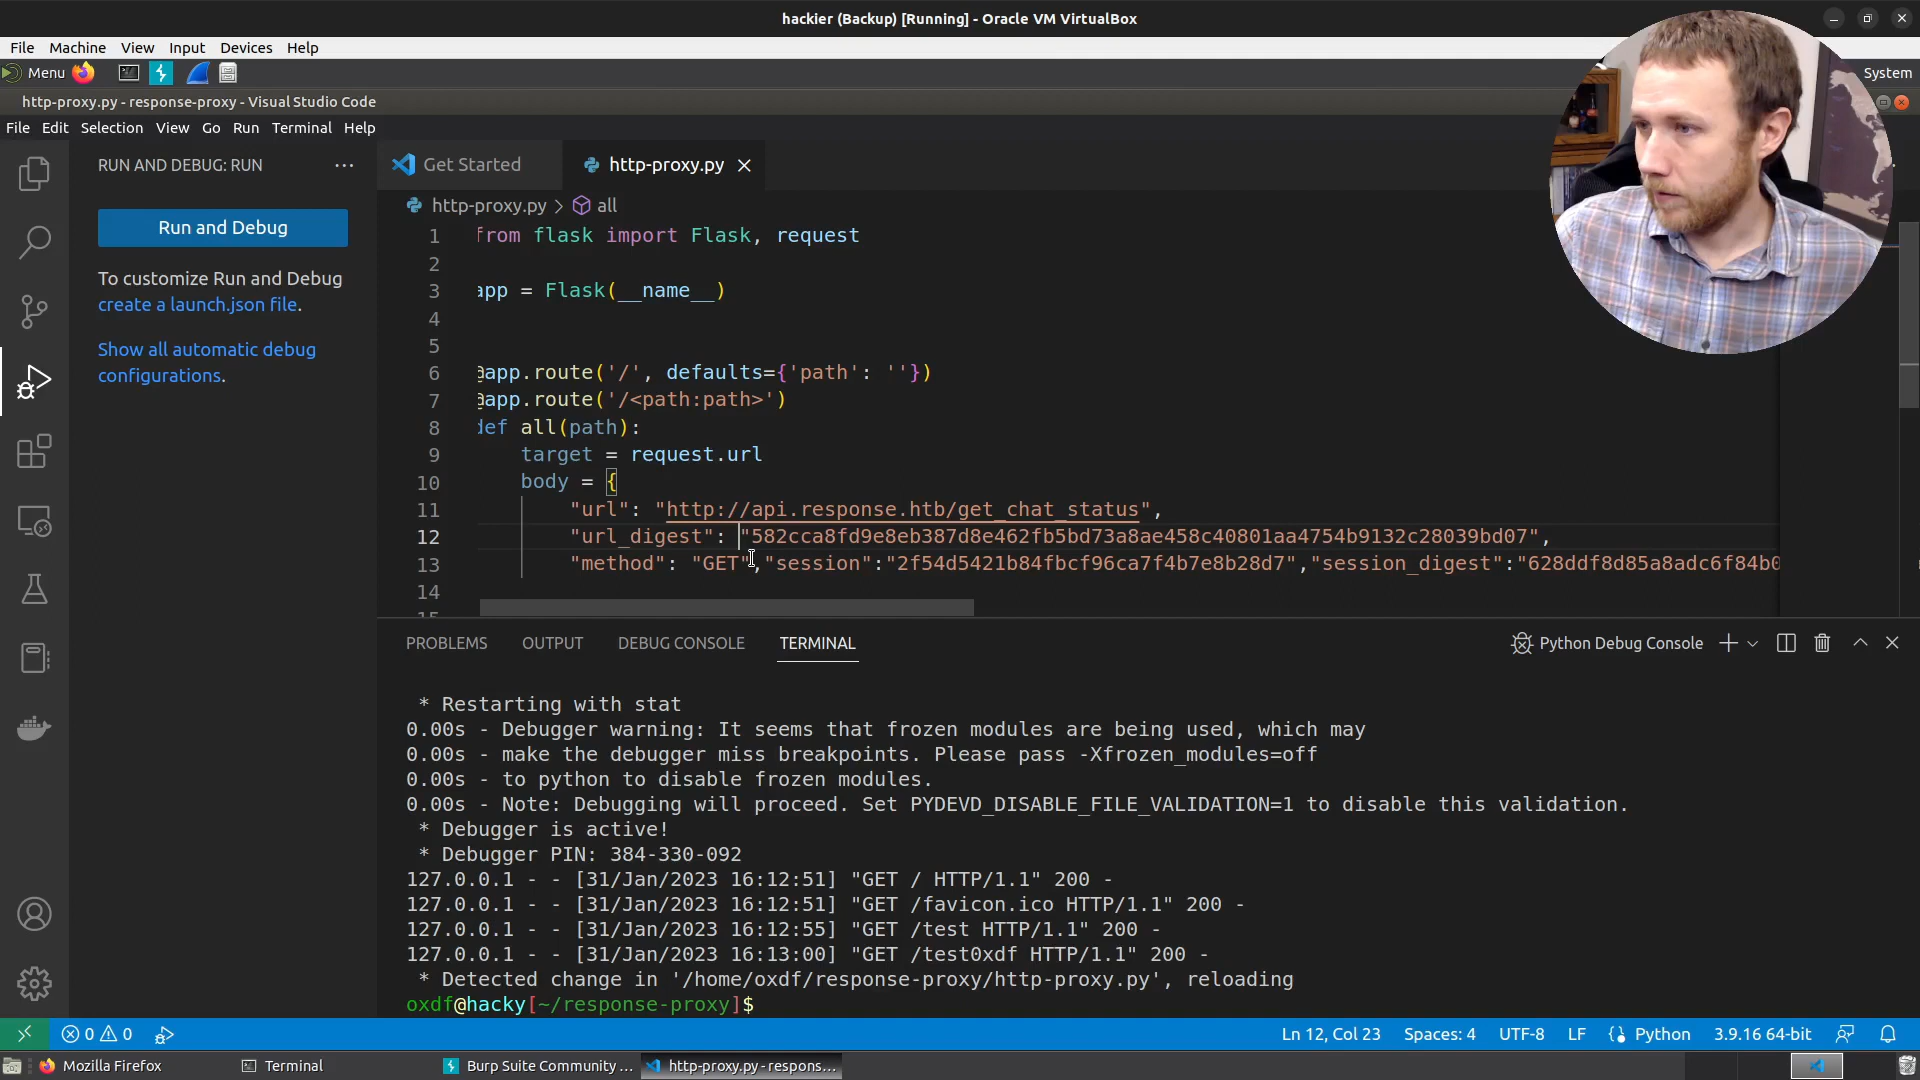 hackier (Backup) [Running] - Oracle VM VirtualBox
File Machine View Input Devices Help
Menu
System
http-proxy.py - response-proxy - Visual Studio Code
File Edit Selection View Go Run Terminal Help
RUN AND DEBUG: RUN
Get Started
http-proxy.py
http-proxy.py > all
Run and Debug
To customize Run and Debug
create a launch.json file.
Show all automatic debug
configurations.
1 from flask import Flask, request
2
3 app = Flask(__name__)
4
5
6 @app.route('/', defaults={'path': ''})
7 @app.route('/<path:path>')
8 def all(path):
9 target = request.url
10 body = {
11 "url": "http://api.response.htb/get_chat_status",
12 "url_digest": "582cca8fd9e8eb387d8e462fb5bd73a8ae458c40801aa4754b9132c28039bd07",
13 "method": "GET","session":"2f54d5421b84fbcf96ca7f4b7e8b28d7","session_digest":"628ddf8d85a8adc6f84b0
14
15
PROBLEMS OUTPUT DEBUG CONSOLE TERMINAL
Python Debug Console
* Restarting with stat
0.00s - Debugger warning: It seems that frozen modules are being used, which may
0.00s - make the debugger miss breakpoints. Please pass -Xfrozen_modules=off
0.00s - to python to disable frozen modules.
0.00s - Note: Debugging will proceed. Set PYDEVD_DISABLE_FILE_VALIDATION=1 to disable this validation.
* Debugger is active!
* Debugger PIN: 384-330-092
127.0.0.1 - - [31/Jan/2023 16:12:51] "GET / HTTP/1.1" 200 -
127.0.0.1 - - [31/Jan/2023 16:12:51] "GET /favicon.ico HTTP/1.1" 200 -
127.0.0.1 - - [31/Jan/2023 16:12:55] "GET /test HTTP/1.1" 200 -
127.0.0.1 - - [31/Jan/2023 16:13:00] "GET /test0xdf HTTP/1.1" 200 -
* Detected change in '/home/oxdf/response-proxy/http-proxy.py', reloading
oxdf@hacky[~/response-proxy]$
0 0
Ln 12, Col 23 Spaces: 4 UTF-8 LF Python 3.9.16 64-bit
Mozilla Firefox
Terminal
Burp Suite Community ...
http-proxy.py - respons...